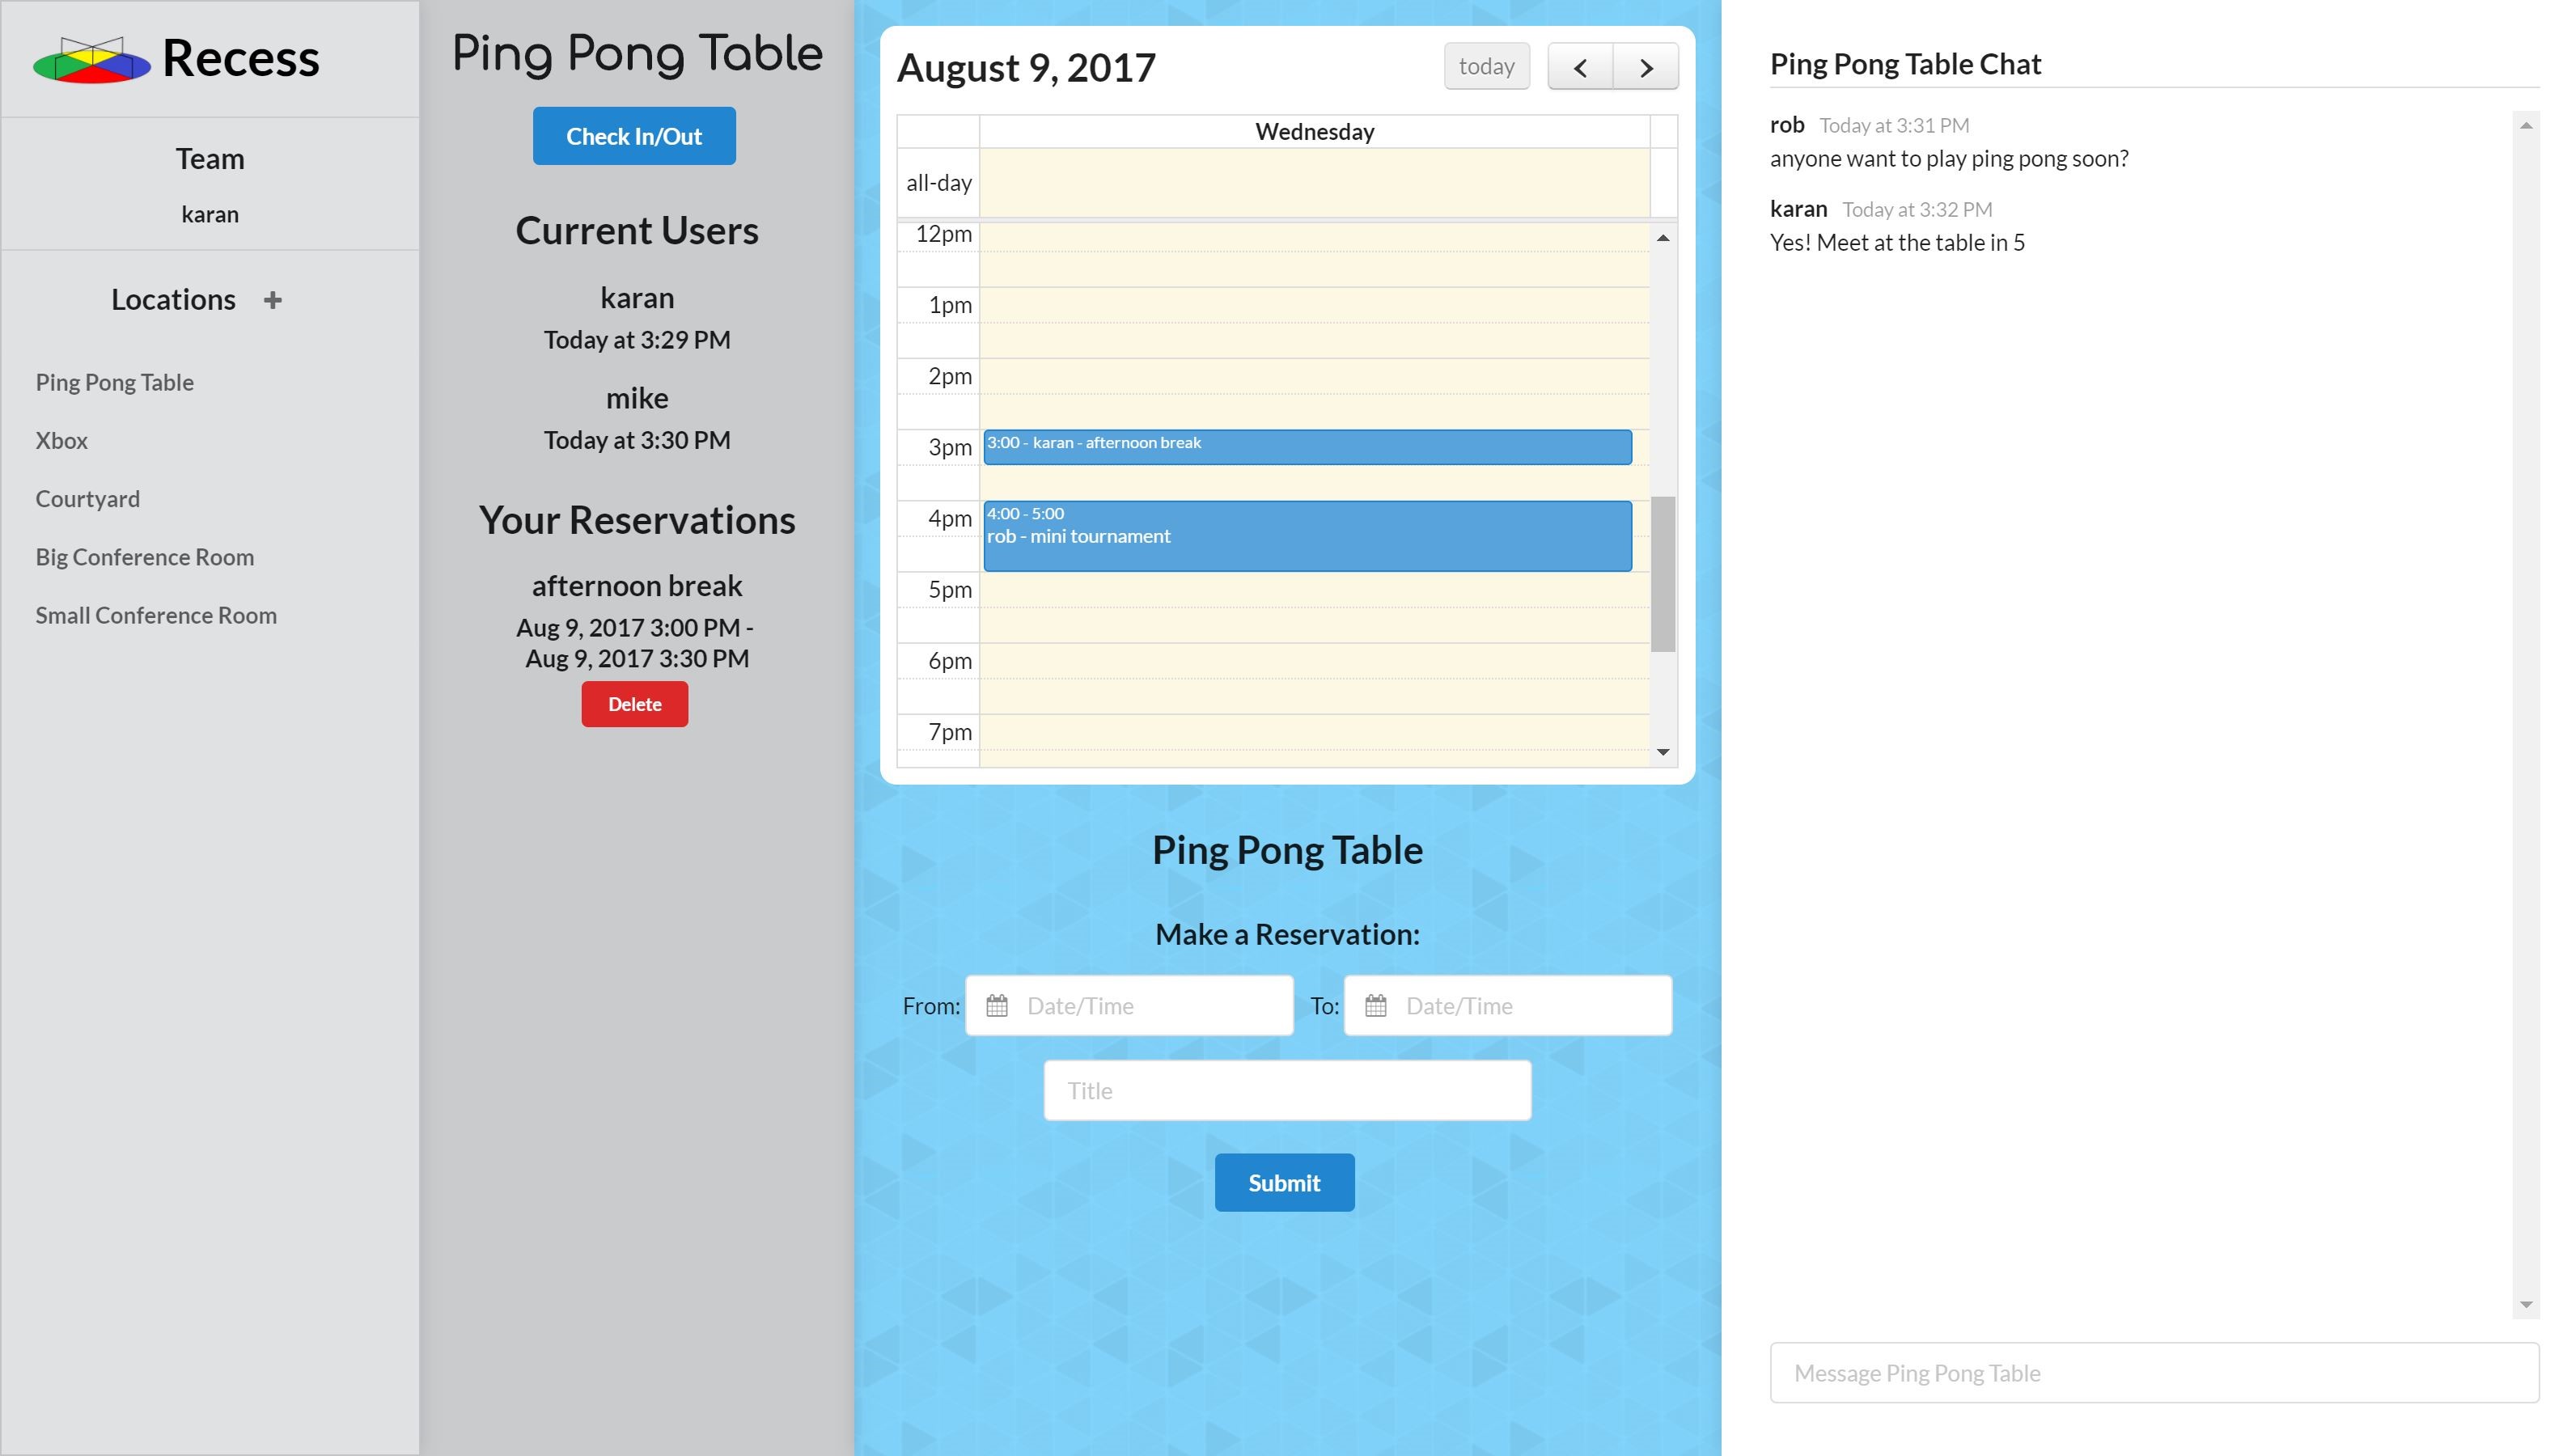 Recess
Team
karan
Locations
Ping Pong Table
Xbox
Courtyard
Big Conference Room
Small Conference Room
Ping Pong Table
Check In/Out
Current Users
karan
Today at 3:29 PM
mike
Today at 3:30 PM
Your Reservations
afternoon break
Aug 9, 2017 3:00 PM -
Aug 9, 2017 3:30 PM
Delete
August 9, 2017
today
Wednesday
all-day
12pm
1pm
2pm
3pm
3:00 - karan - afternoon break
4pm
4:00 - 5:00
rob - mini tournament
5pm
6pm
7pm
Ping Pong Table
Make a Reservation:
From: Date/Time To: Date/Time
Title
Submit
Ping Pong Table Chat
rob Today at 3:31 PM
anyone want to play ping pong soon?
karan Today at 3:32 PM
Yes! Meet at the table in 5
Message Ping Pong Table